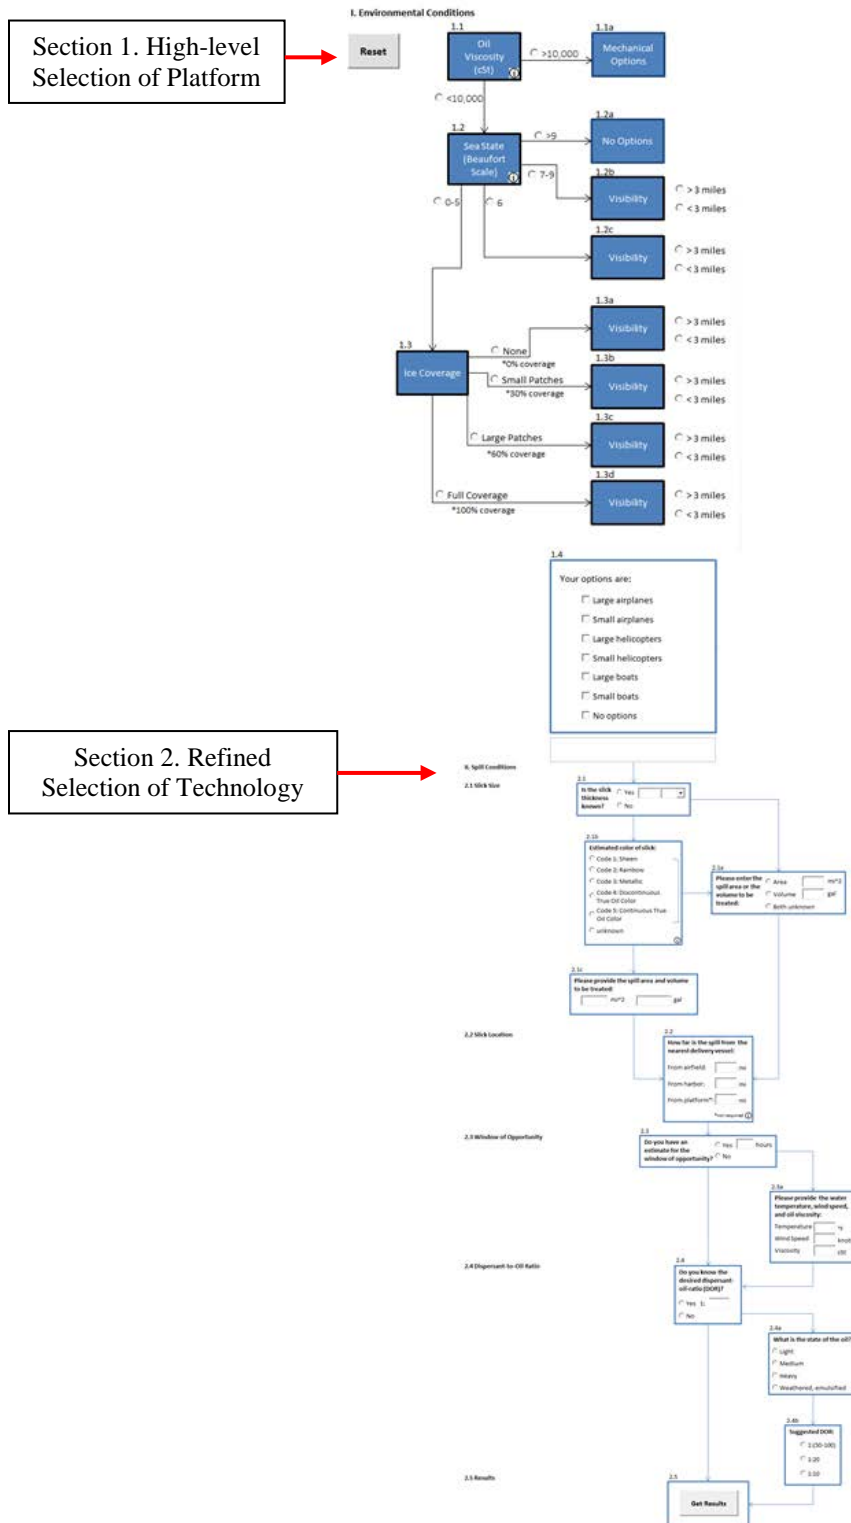 I. Environmental Conditions
Section 1. High-level
Selection of Platform
Reset
1.1
Oil
Viscosity
(cSt)
>10,000
1.1a
Mechanical
Options
<10,000
1.2
Sea State
(Beaufort
Scale)
>9
1.2a
No Options
7-9
1.2b
Visibility
> 3 miles
< 3 miles
0-5
6
1.2c
Visibility
> 3 miles
< 3 miles
1.3a
Visibility
> 3 miles
< 3 miles
1.3
Ice Coverage
None
*0% coverage
1.3b
Small Patches
*30% coverage
Visibility
> 3 miles
< 3 miles
1.3c
Large Patches
*60% coverage
Visibility
> 3 miles
< 3 miles
1.3d
Full Coverage
*100% coverage
Visibility
> 3 miles
< 3 miles
1.4
Your options are:
Large airplanes
Small airplanes
Large helicopters
Small helicopters
Large boats
Small boats
No options
Section 2. Refined
Selection of Technology
II. Spill Conditions
2.1 Slick Size
2.1
Is the slick
thickness
known?
Yes
No
2.1b
Estimated color of slick:
Code 1: Sheen
Code 2: Rainbow
Code 3: Metallic
Code 4: Discontinuous
True Oil Color
Code 5: Continuous True
Oil Color
unknown
2.1a
Please enter the
spill area or the
volume to be
treated:
Area mi^2
Volume gal
Both unknown
2.1c
Please provide the spill area and volume
to be treated:
mi^2 gal
2.2 Slick Location
2.2
How far is the spill from the
nearest delivery vessel:
From airfield:
From harbor:
From platform*:
*not required
2.3 Window of Opportunity
2.3
Do you have an
estimate for the
window of opportunity?
Yes hours
No
2.3a
Please provide the water
temperature, wind speed,
and oil viscosity:
Temperature
Wind Speed knot
Viscosity cSt
2.4 Dispersant-to-Oil Ratio
2.4
Do you know the
desired dispersant-
oil-ratio (DOR)?
Yes 1:
No
2.4a
What is the state of the oil?
Light
Medium
Heavy
Weathered, emulsified
2.4b
Suggested DOR:
1:(50-100)
1:20
1:10
2.5 Results
2.5
Get Results